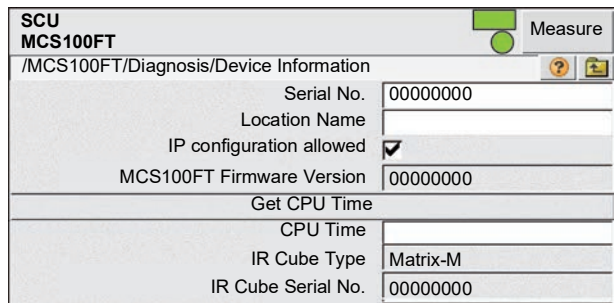 SCU
MCS100FT
Measure
/MCS100FT/Diagnosis/Device Information
?
Serial No. 00000000
Location Name
IP configuration allowed
MCS100FT Firmware Version 00000000
Get CPU Time
CPU Time
IR Cube Type Matrix-M
IR Cube Serial No. 00000000